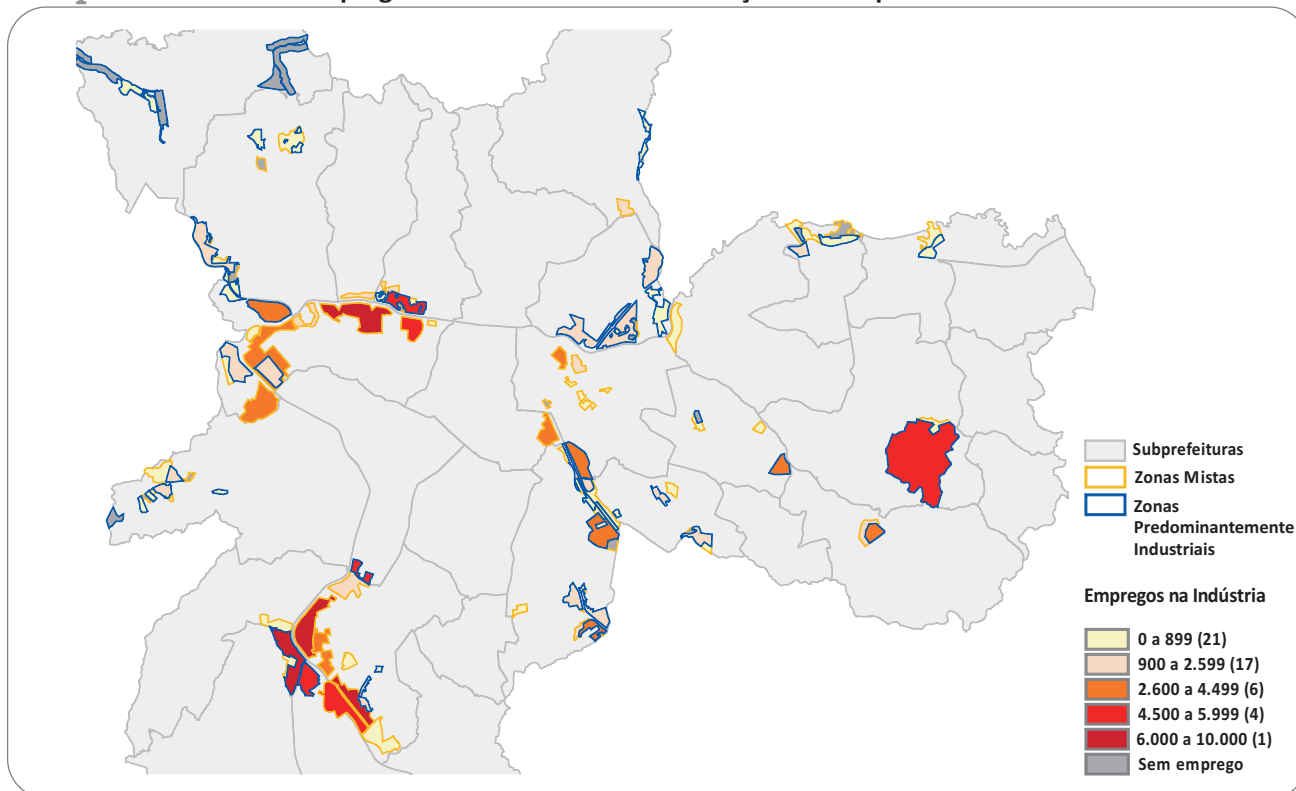 Subprefeituras
Zonas Mistas
Zonas
Predominantemente
Industriais
Empregos na Indústria
0 a 899 (21)
900 a 2.599 (17)
2.600 a 4.499 (6)
4.500 a 5.999 (4)
6.000 a 10.000 (1)
Sem emprego